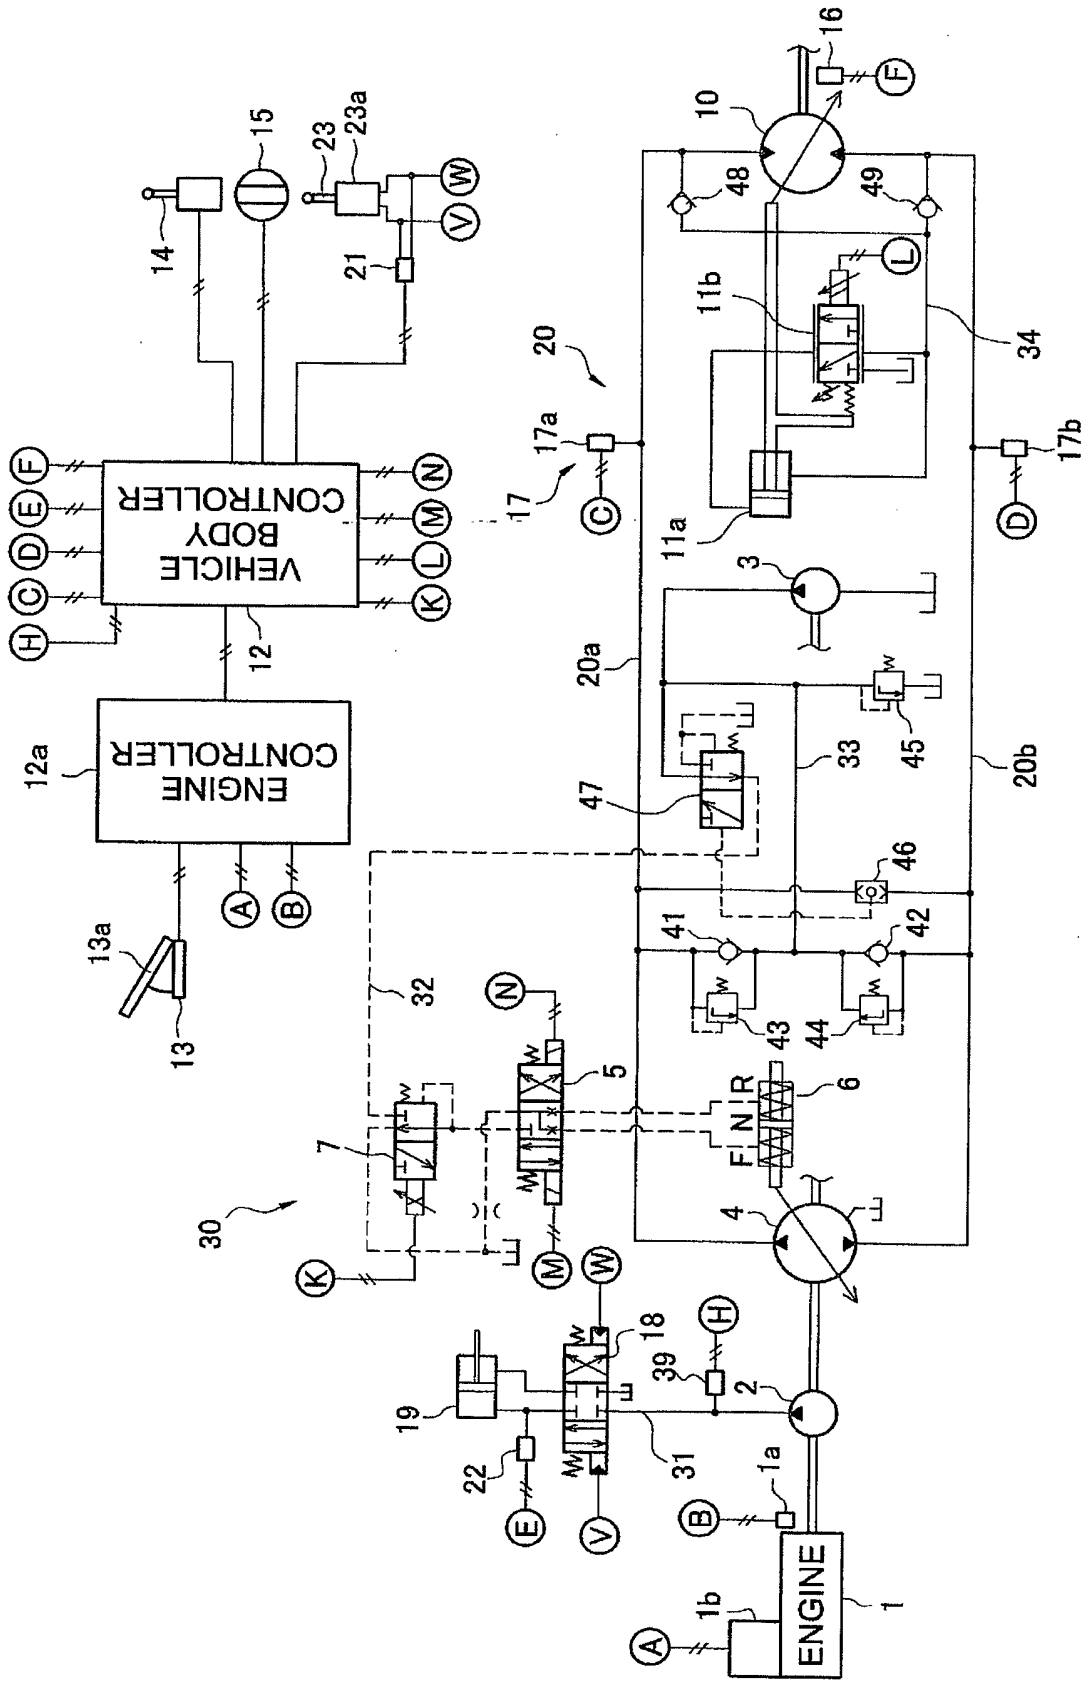 12a
ENGINE
CONTROLLER
13a
13
A
B
H
C
D
E
F
VEHICLE
BODY
CONTROLLER
12
K
L
M
N
14
15
23
23a
21
V
W
30
K
7
32
N
5
M
19
22
E
18
W
V
31
39
H
2
1a
B
1b
A
ENGINE
1
4
F N R
6
43
44
41
42
46
47
33
45
20a
20b
3
17
17a
C
20
11a
11b
L
34
17b
D
48
49
10
16
F